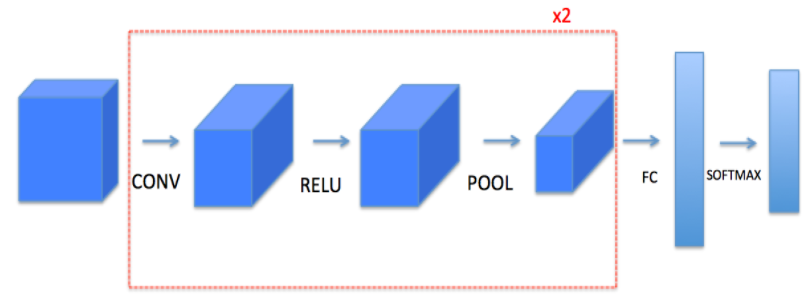 x2
CONV
RELU
POOL
FC
SOFTMAX